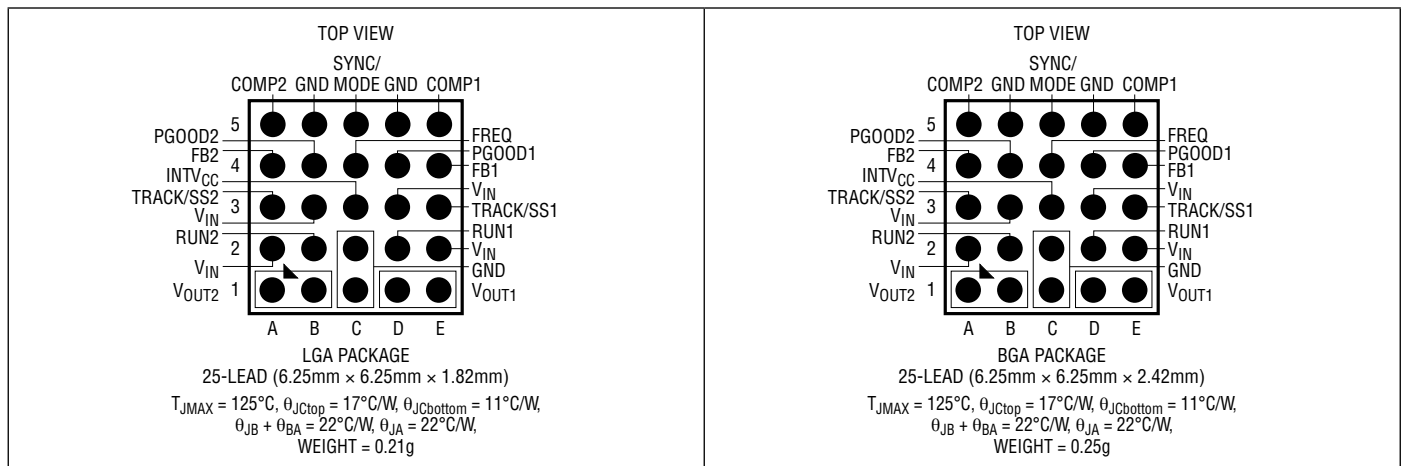 TOP VIEW
SYNC/
COMP2 GND MODE GND COMP1
5
PGOOD2
FREQ
PGOOD1
FB2
4
FB1
INTVCC
VIN
TRACK/SS2
3
TRACK/SS1
VIN
RUN1
RUN2
2
VIN
VIN
GND
VOUT2 1
VOUT1
A B C D E
LGA PACKAGE
25-LEAD (6.25mm × 6.25mm × 1.82mm)
TJMAX = 125°C, θJCtop = 17°C/W, θJCbottom = 11°C/W,
θJB + θBA = 22°C/W, θJA = 22°C/W,
WEIGHT = 0.21g
TOP VIEW
SYNC/
COMP2 GND MODE GND COMP1
5
PGOOD2
FREQ
PGOOD1
FB2
4
FB1
INTVCC
VIN
TRACK/SS2
3
TRACK/SS1
VIN
RUN1
RUN2
2
VIN
VIN
GND
VOUT2 1
VOUT1
A B C D E
BGA PACKAGE
25-LEAD (6.25mm × 6.25mm × 2.42mm)
TJMAX = 125°C, θJCtop = 17°C/W, θJCbottom = 11°C/W,
θJB + θBA = 22°C/W, θJA = 22°C/W,
WEIGHT = 0.25g